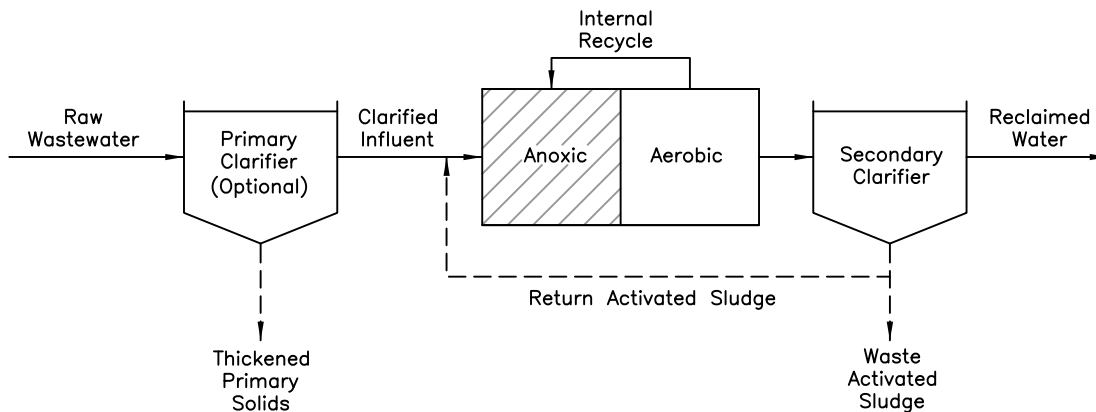 Internal
Recycle
Raw
Wastewater
Primary
Clarifier
(Optional)
Clarified
Influent
Anoxic
Aerobic
Secondary
Clarifier
Reclaimed
Water
Return Activated Sludge
Thickened
Primary
Solids
Waste
Activated
Sludge